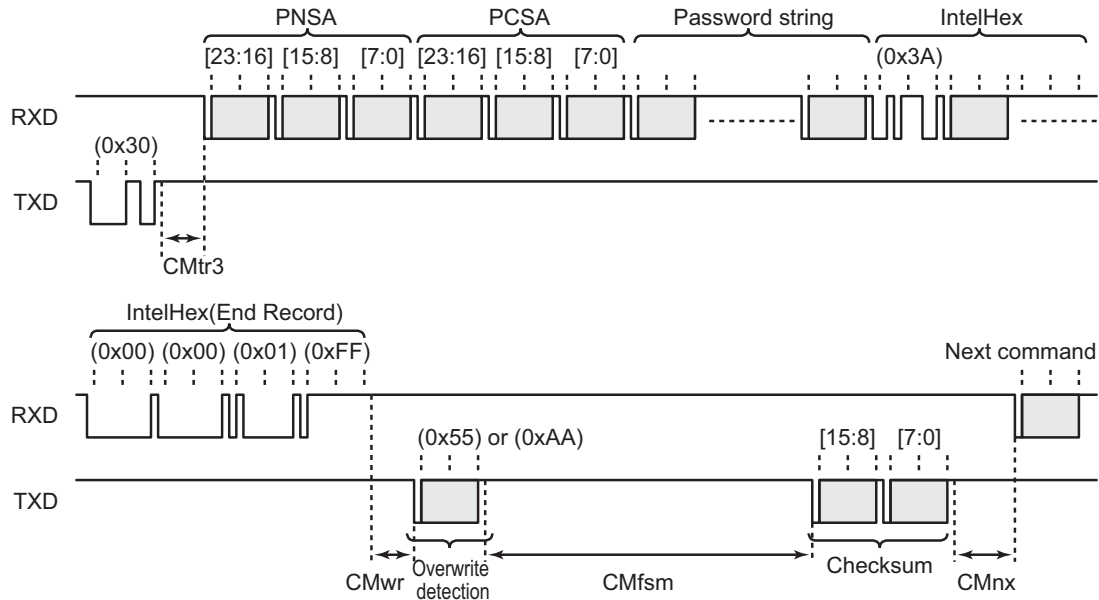 PNSA PCSA Password string IntelHex
[23:16] [15:8] [7:0] [23:16] [15:8] [7:0] (0x3A)
RXD
(0x30)
TXD
CMtr3
IntelHex(End Record)
(0x00) (0x00) (0x01) (0xFF) Next command
RXD
(0x55) or (0xAA) [15:8] [7:0]
TXD
CMwr Overwrite detection CMfsm Checksum CMnx